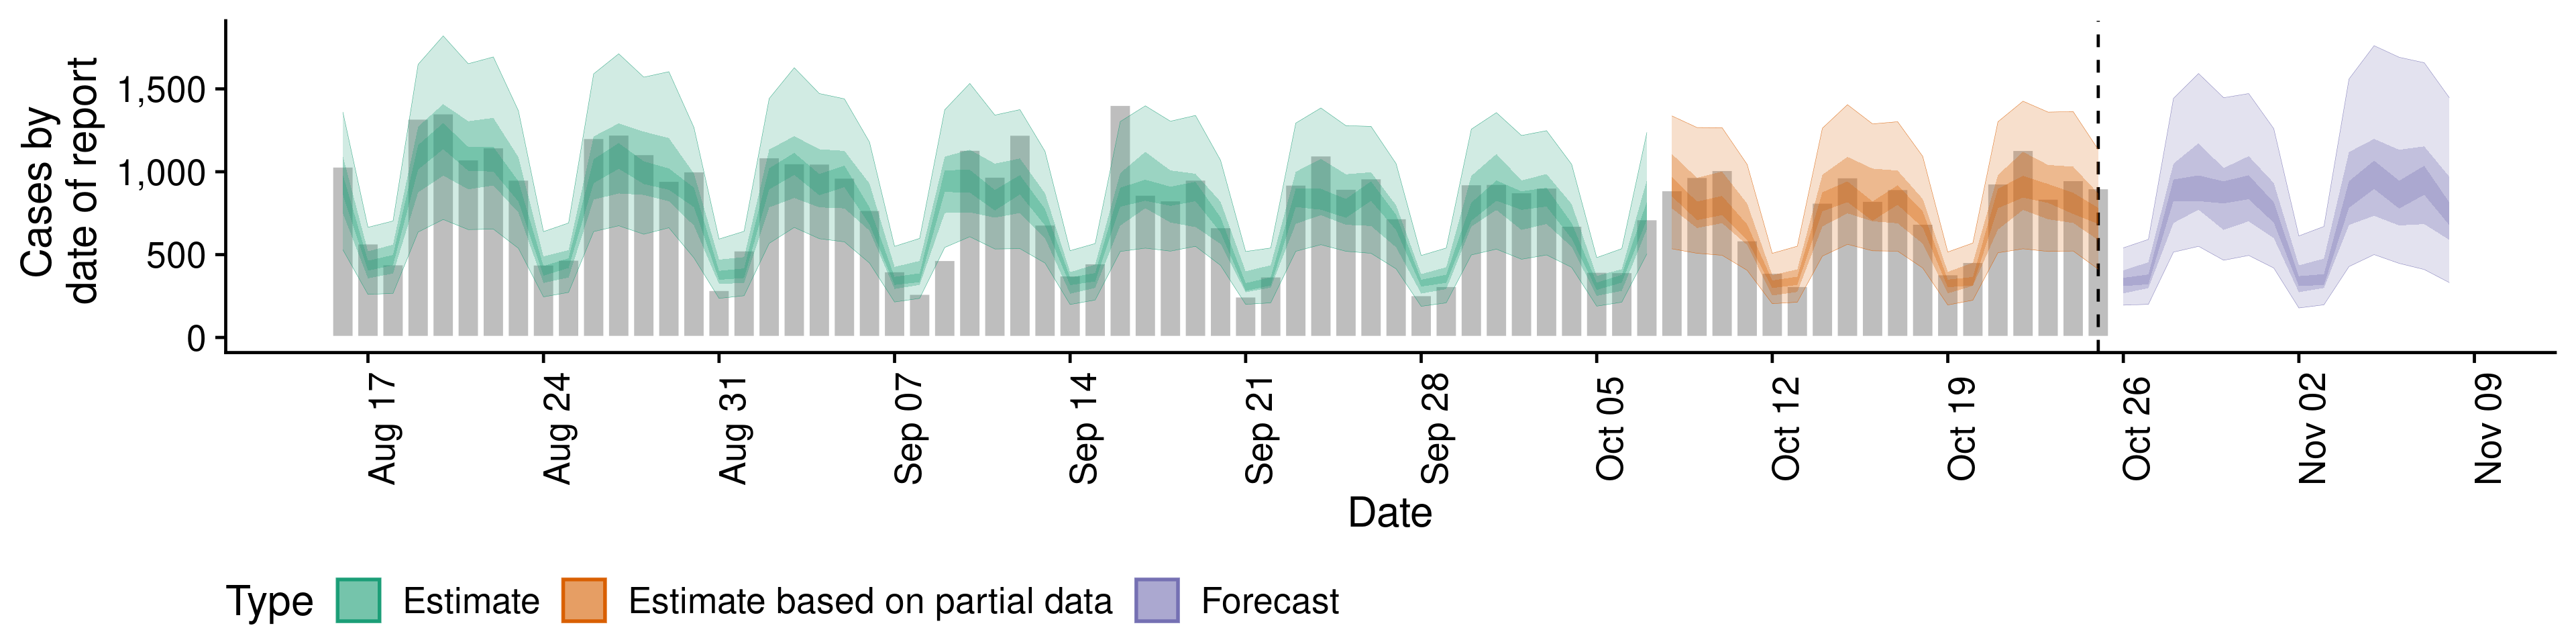 Cases by
date of report
1,500
1,000
500
0
Aug 17
Aug 24
Aug 31
Sep 07
Sep 14
Sep 21
Sep 28
Oct 05
Oct 12
Oct 19
Oct 26
Nov 02
Nov 09
Date
Type Estimate Estimate based on partial data Forecast